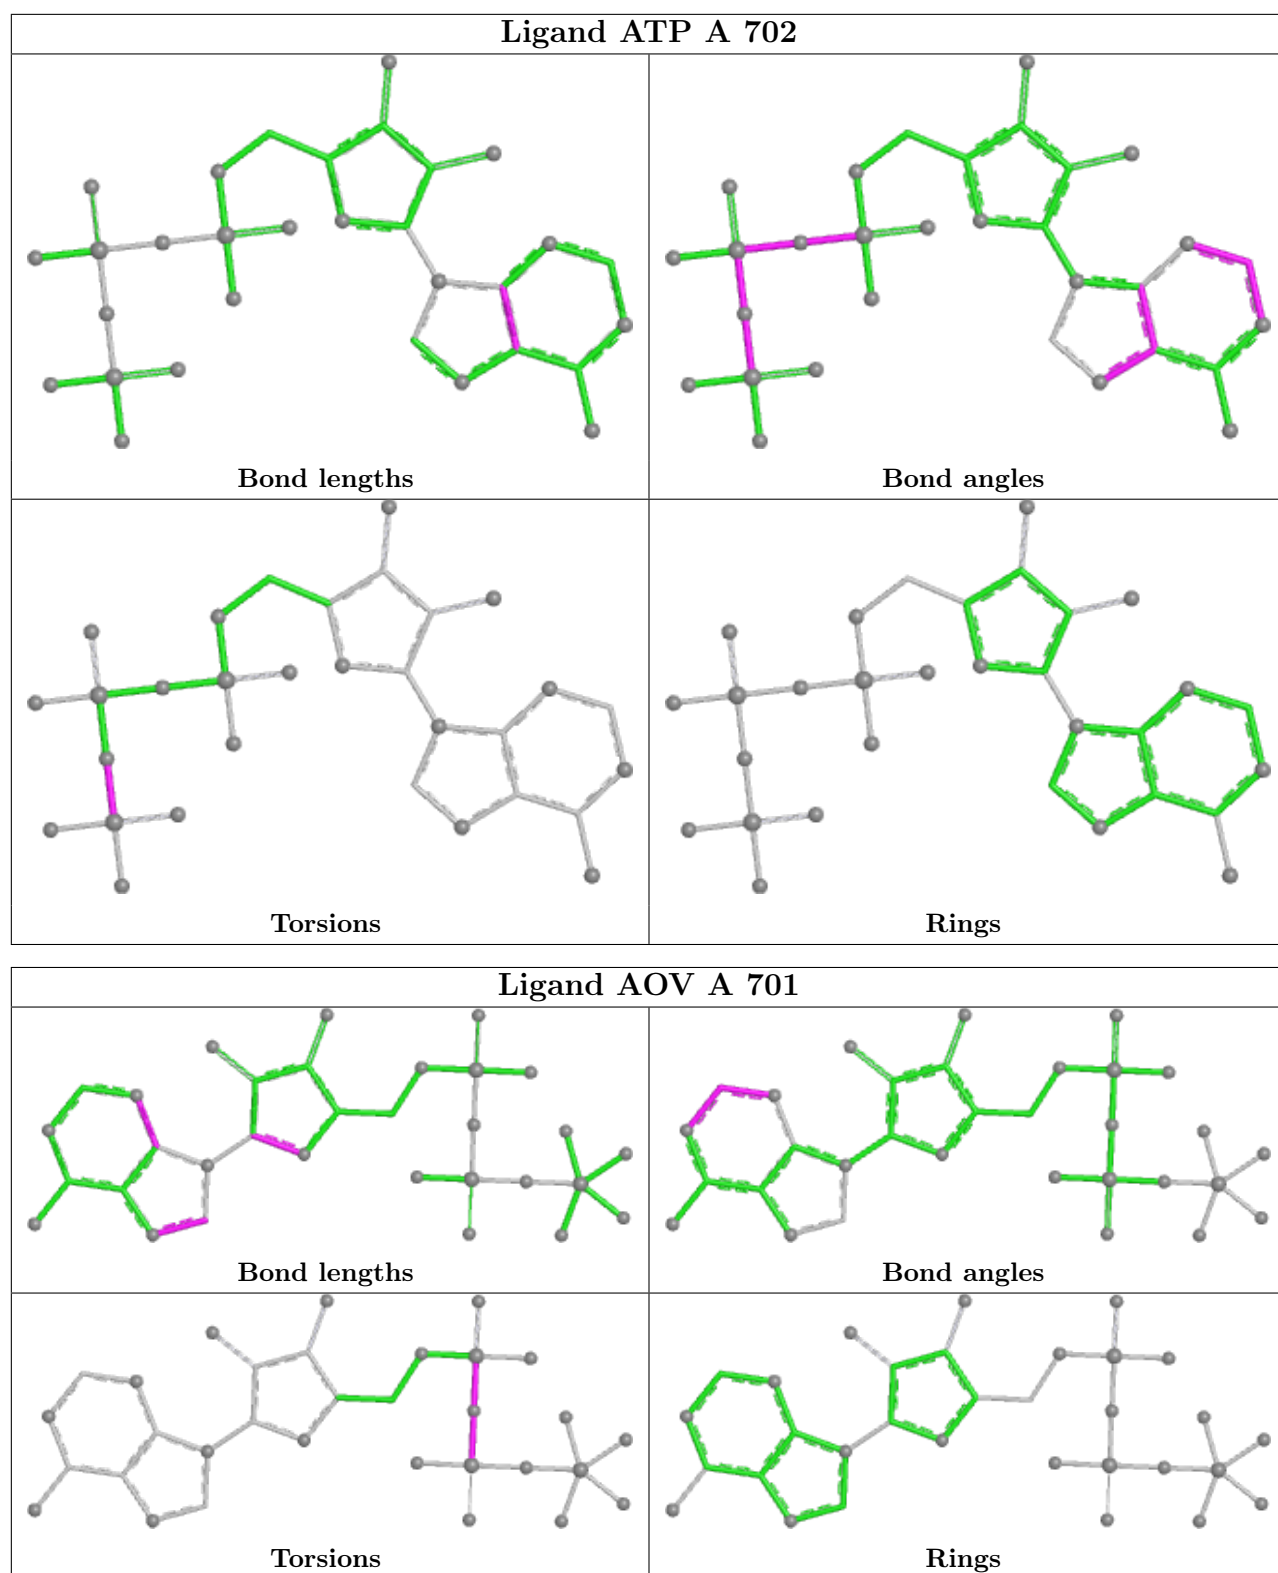 Ligand ATP A 702
Bond lengths
Bond angles
Torsions
Rings
Ligand AOV A 701
Bond lengths
Bond angles
Torsions
Rings